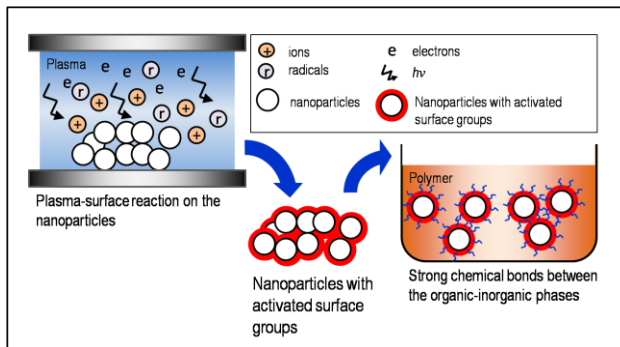 Plasma
e
e
e
r
e
r
+
+
e
+
r
+
r
+
Plasma-surface reaction on the
nanoparticles
+ ions
r radicals
nanoparticles
e electrons
hν
Nanoparticles with activated
surface groups
Nanoparticles with
activated surface
groups
Polymer
Strong chemical bonds between
the organic-inorganic phases